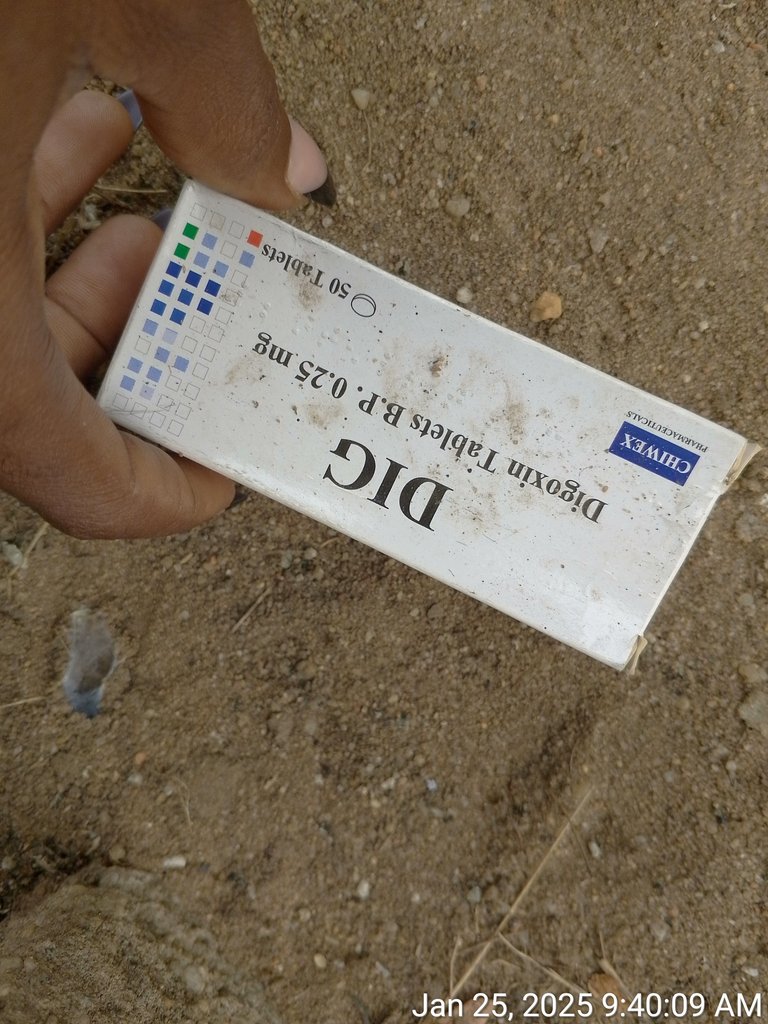 DIG
Digoxin Tablets B.P. 0.25 mg
50 Tablets
CHIWEX
PHARMACEUTICALS
Jan 25, 2025 9:40:09 AM